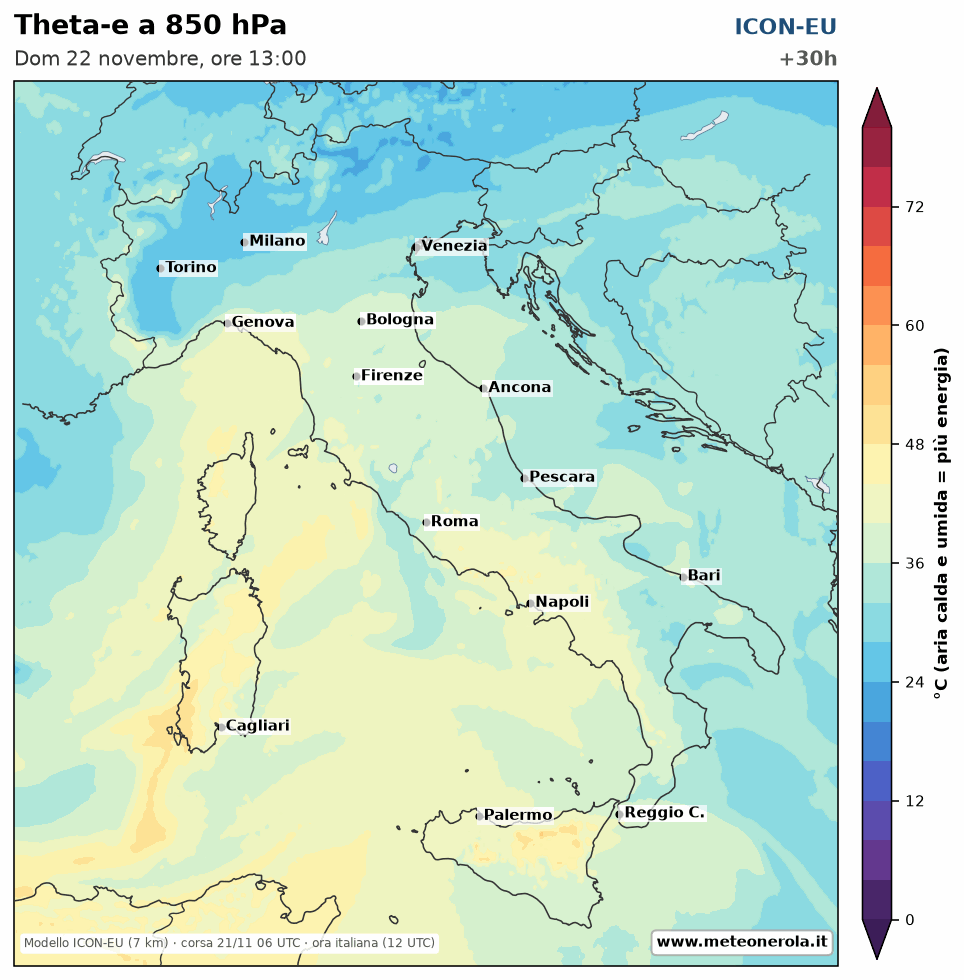 Theta-e a 850 hPa
ICON-EU
Dom 22 novembre, ore 13:00
+30h
Milano
Venezia
Torino
Genova
Bologna
Firenze
Ancona
Pescara
Roma
Bari
Napoli
Cagliari
Palermo
Reggio C.
72
60
48
36
24
12
0
°C (aria calda e umida = più energia)
Modello ICON-EU (7 km) · corsa 21/11 06 UTC · ora italiana (12 UTC)
www.meteonerola.it